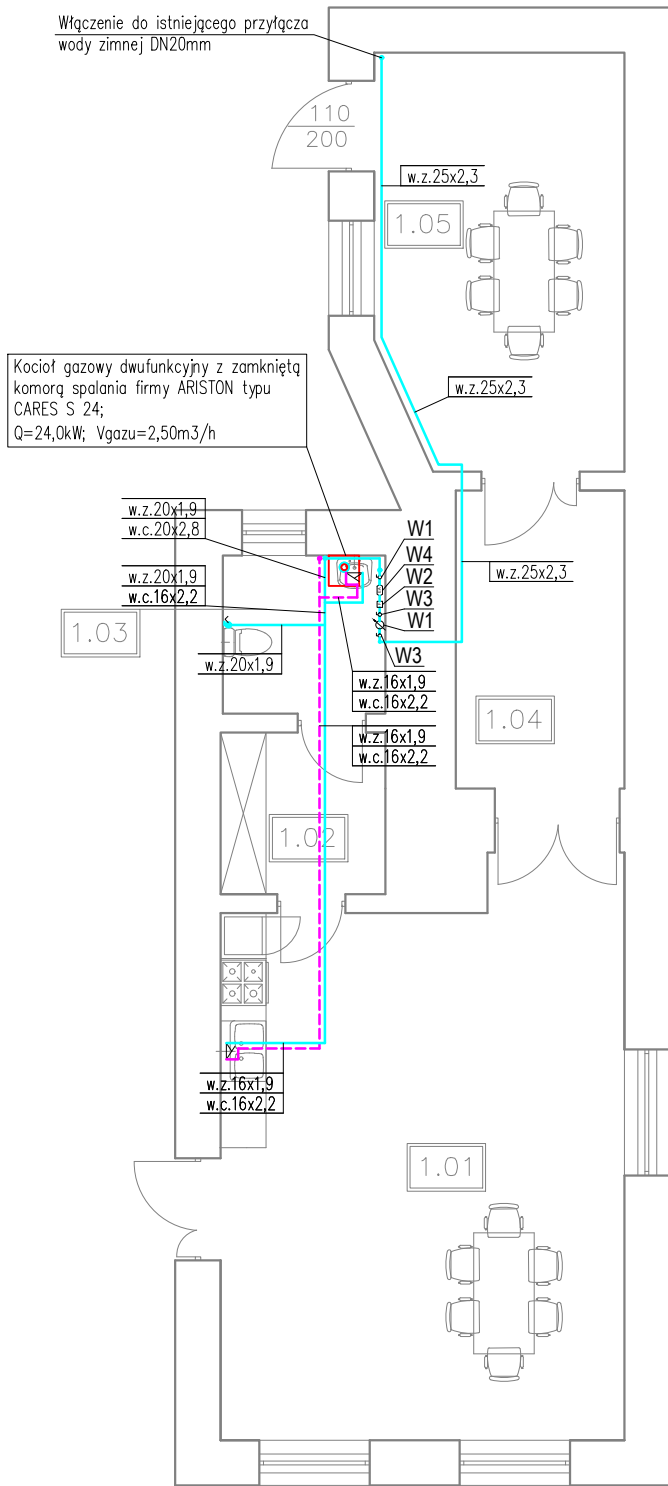 Włączenie do istniejącego przyłącza
wody zimnej DN20mm
110
200
w.z.25x2,3
1.05
Kocioł gazowy dwufunkcyjny z zamkniętą
komorą spalania firmy ARISTON typu
CARES S 24;
Q=24,0kW; Vgazu=2,50m3/h
w.z.25x2,3
w.z.20x1,9
w.c.20x2,8
W1
W4
w.z.25x2,3
w.z.20x1,9
w.c.16x2,2
W2
W3
W1
1.03
W3
w.z.20x1,9
w.z.16x1,9
w.c.16x2,2
1.04
w.z.16x1,9
w.c.16x2,2
1.02
w.z.16x1,9
w.c.16x2,2
1.01